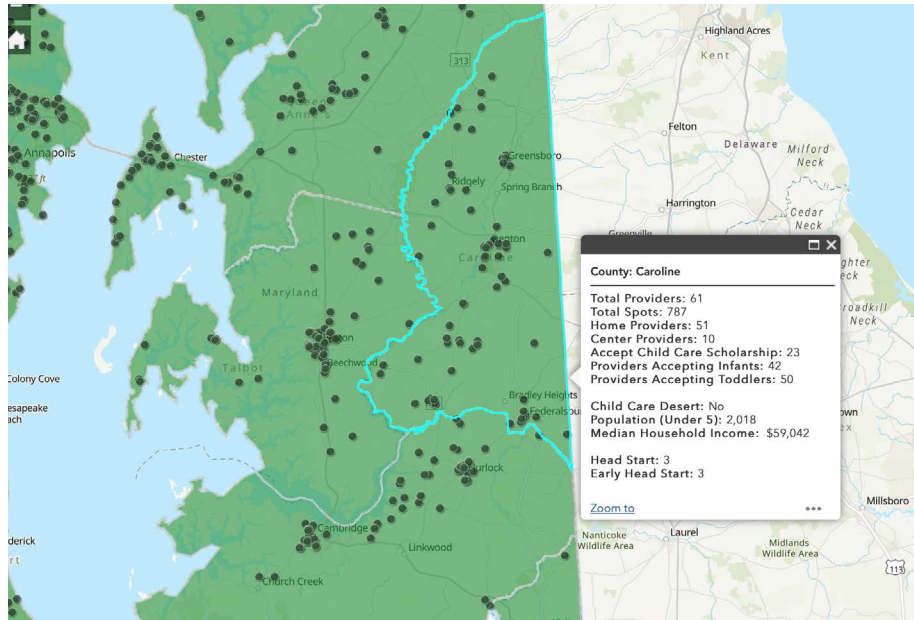 Highland Acres
Kent
313
Felton
Annapolis
Chester
Delaware
Milford
Neck
Greensboro
Ridgely
Spring Branch
Harrington
Cedar
Neck
Caroline
Maryland
County: Caroline
Total Providers: 61
Total Spots: 787
Home Providers: 51
Center Providers: 10
Accept Child Care Scholarship: 23
Providers Accepting Infants: 42
Providers Accepting Toddlers: 50
Child Care Desert: No
Population (Under 5): 2,018
Median Household Income: $59,042
Head Start: 3
Early Head Start: 3
Zoom to
Neck
Neck
Talbot
Beechwood
Colony Cove
Bradley Heights
Cambridge
Linkwood
Church Creek
Millsboro
Nanticoke
Wildlife Area
Laurel
Midlands
Wildlife Area
113